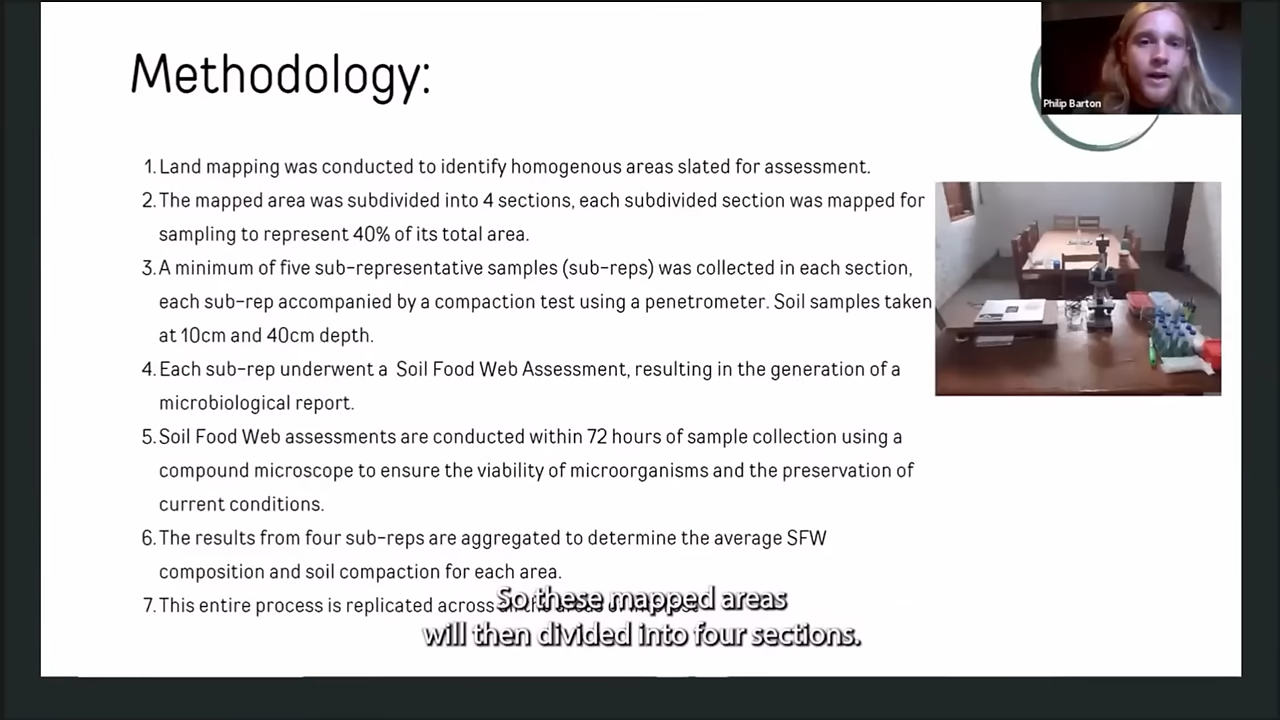 Methodology:
Philip Barton
1. Land mapping was conducted to identify homogenous areas slated for assessment.
2. The mapped area was subdivided into 4 sections, each subdivided section was mapped for
sampling to represent 40% of its total area.
3. A minimum of five sub-representative samples (sub-reps) was collected in each section,
each sub-rep accompanied by a compaction test using a penetrometer. Soil samples taken
at 10cm and 40cm depth.
4. Each sub-rep underwent a Soil Food Web Assessment, resulting in the generation of a
microbiological report.
5. Soil Food Web assessments are conducted within 72 hours of sample collection using a
compound microscope to ensure the viability of microorganisms and the preservation of
current conditions.
6. The results from four sub-reps are aggregated to determine the average SFW
composition and soil compaction for each area.
7. This entire process is replicated across
So these mapped areas
will then divided into four sections.